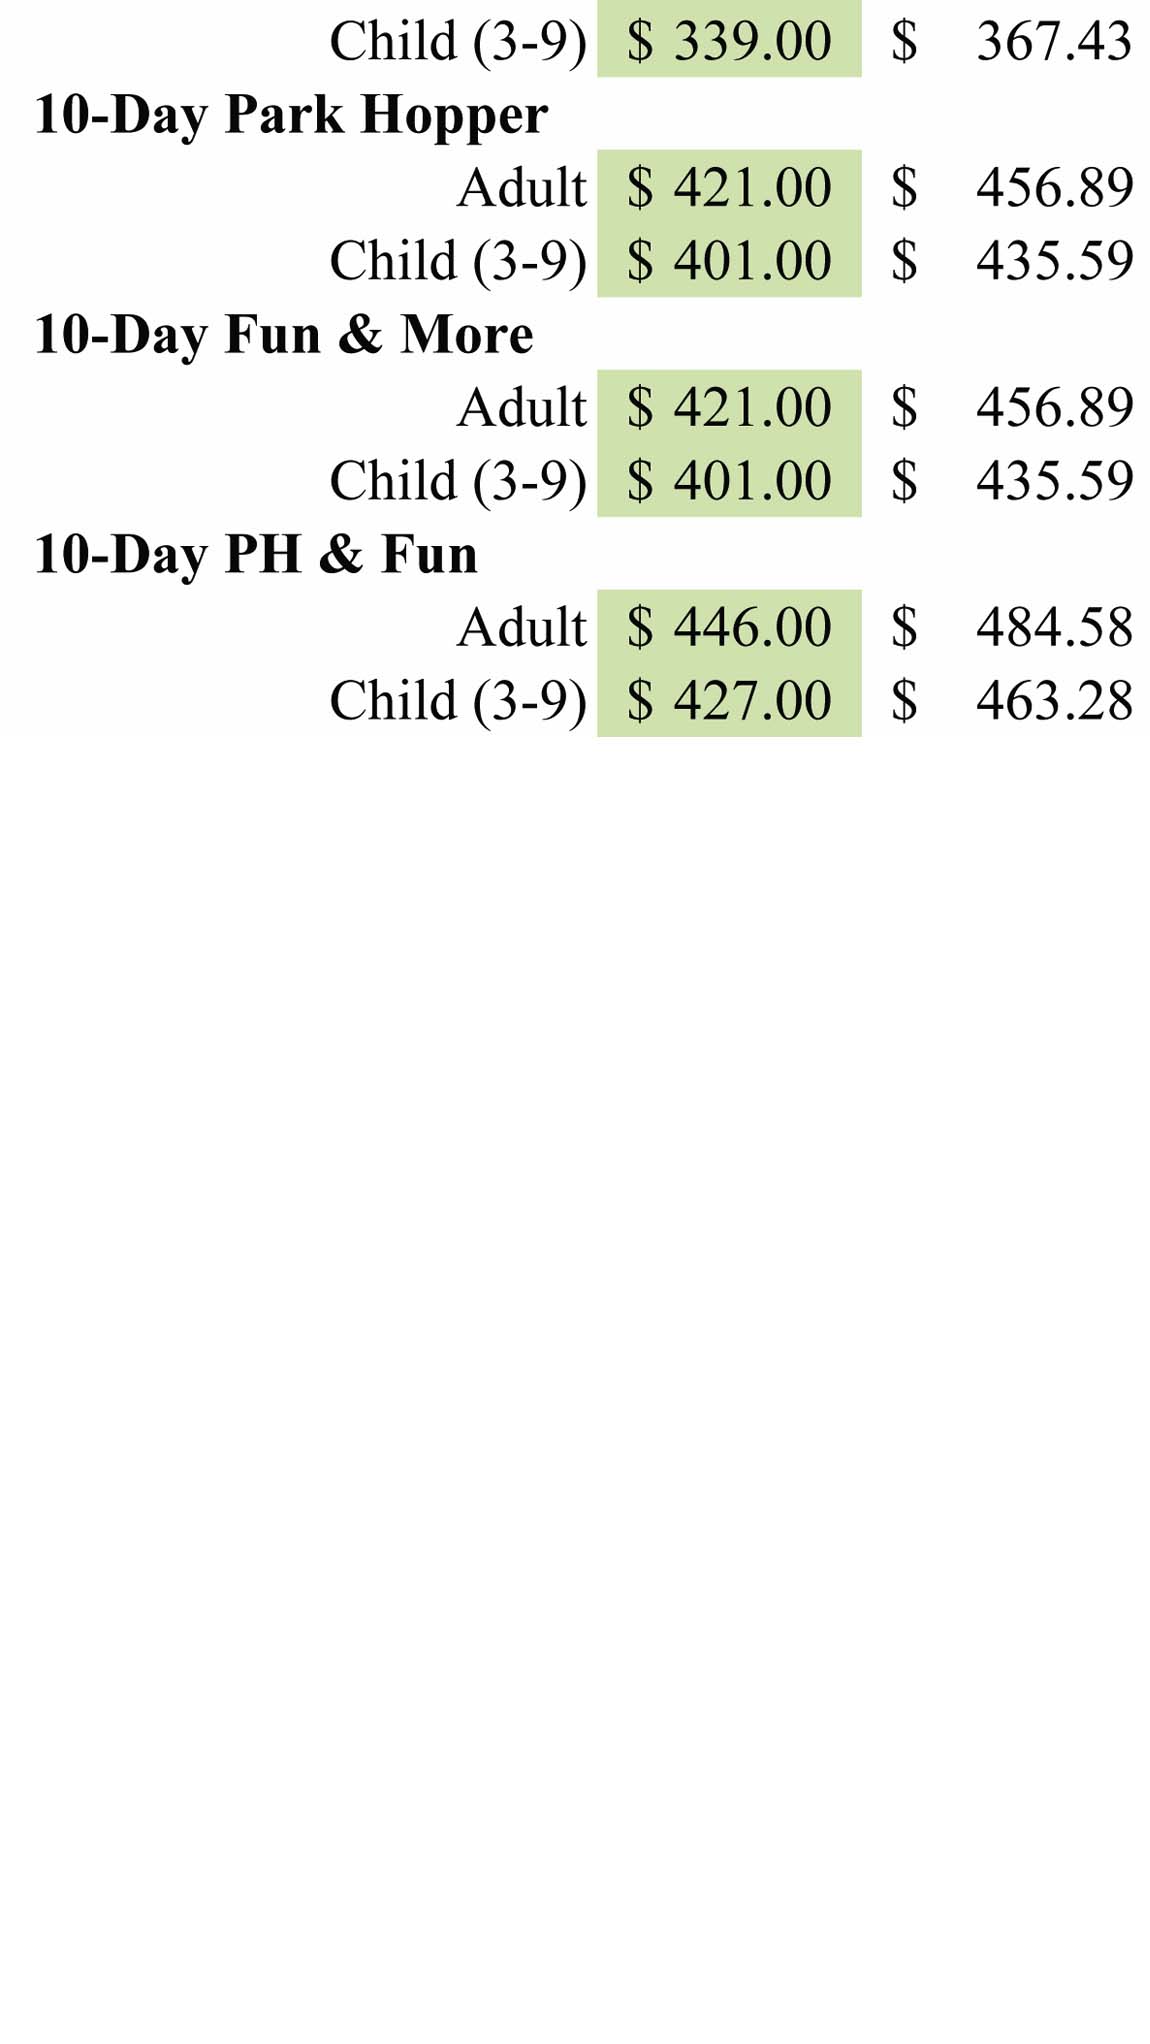 Child (3-9) $ 339.00 $ 367.43
10-Day Park Hopper
Adult $ 421.00 $ 456.89
Child (3-9) $ 401.00 $ 435.59
10-Day Fun & More
Adult $ 421.00 $ 456.89
Child (3-9) $ 401.00 $ 435.59
10-Day PH & Fun
Adult $ 446.00 $ 484.58
Child (3-9) $ 427.00 $ 463.28